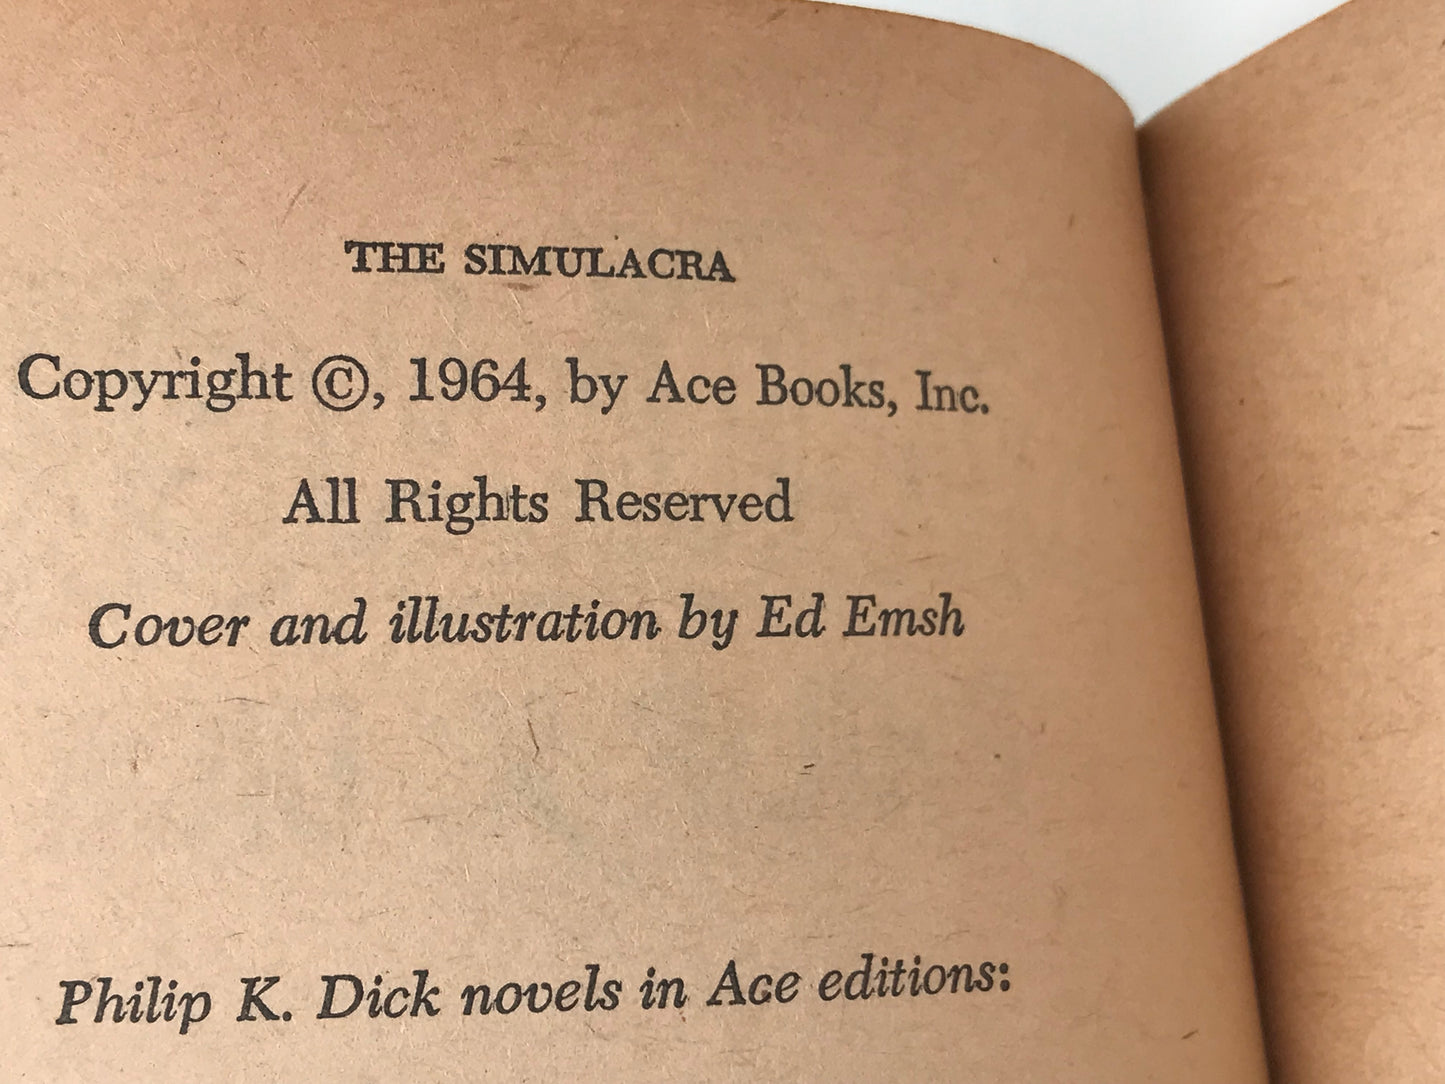 THE SIMULACRA
Copyright ©, 1964, by Ace Books, Inc.
All Rights Reserved
Cover and illustration by Ed Emsh
Philip K. Dick novels in Ace editions: